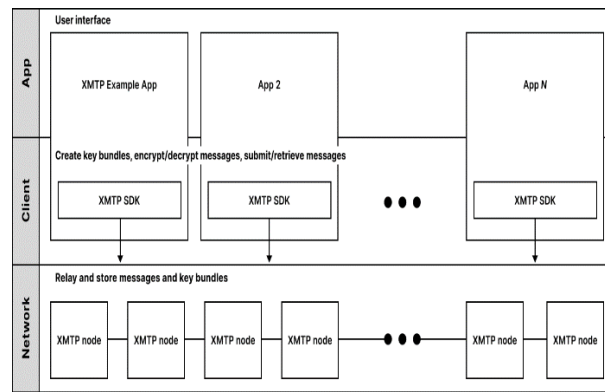 App
User interface
XMTP Example App
App 2
App N
Client
Create key bundles, encrypt/decrypt messages, submit/retrieve messages
XMTP SDK
XMTP SDK
XMTP SDK
Network
Relay and store messages and key bundles
XMTP node
XMTP node
XMTP node
XMTP node
XMTP node
XMTP node